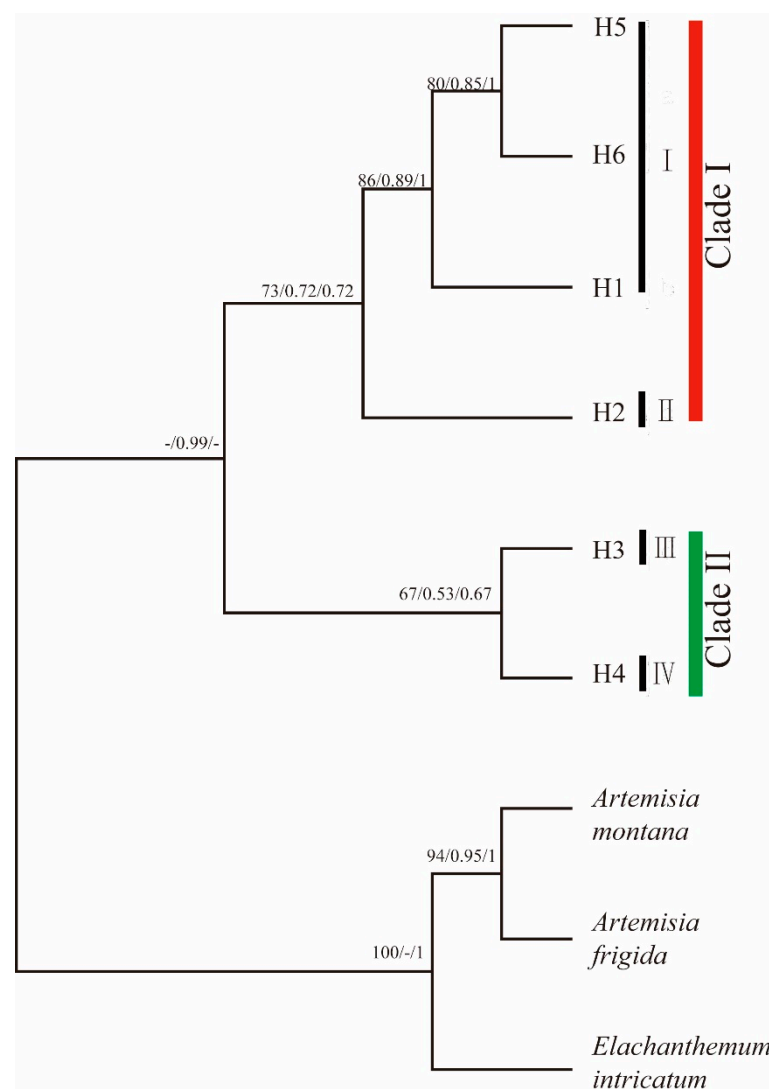 H5
80/0.85/1
H6
I
86/0.89/1
Clade I
H1
73/0.72/0.72
H2
II
-/0.99/-
H3
III
67/0.53/0.67
Clade II
H4
IV
Artemisia
montana
94/0.95/1
Artemisia
frigida
100/-/1
Elachanthemum
intricatum